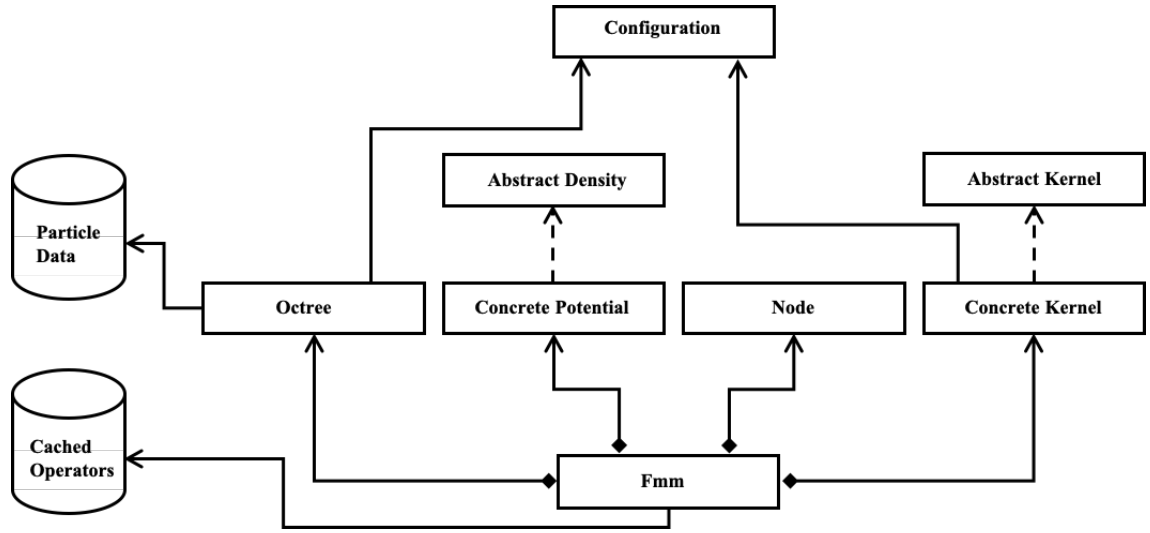 Configuration
Abstract Density
Abstract Kernel
Particle
Data
Octree
Concrete Potential
Node
Concrete Kernel
Cached
Operators
Fmm